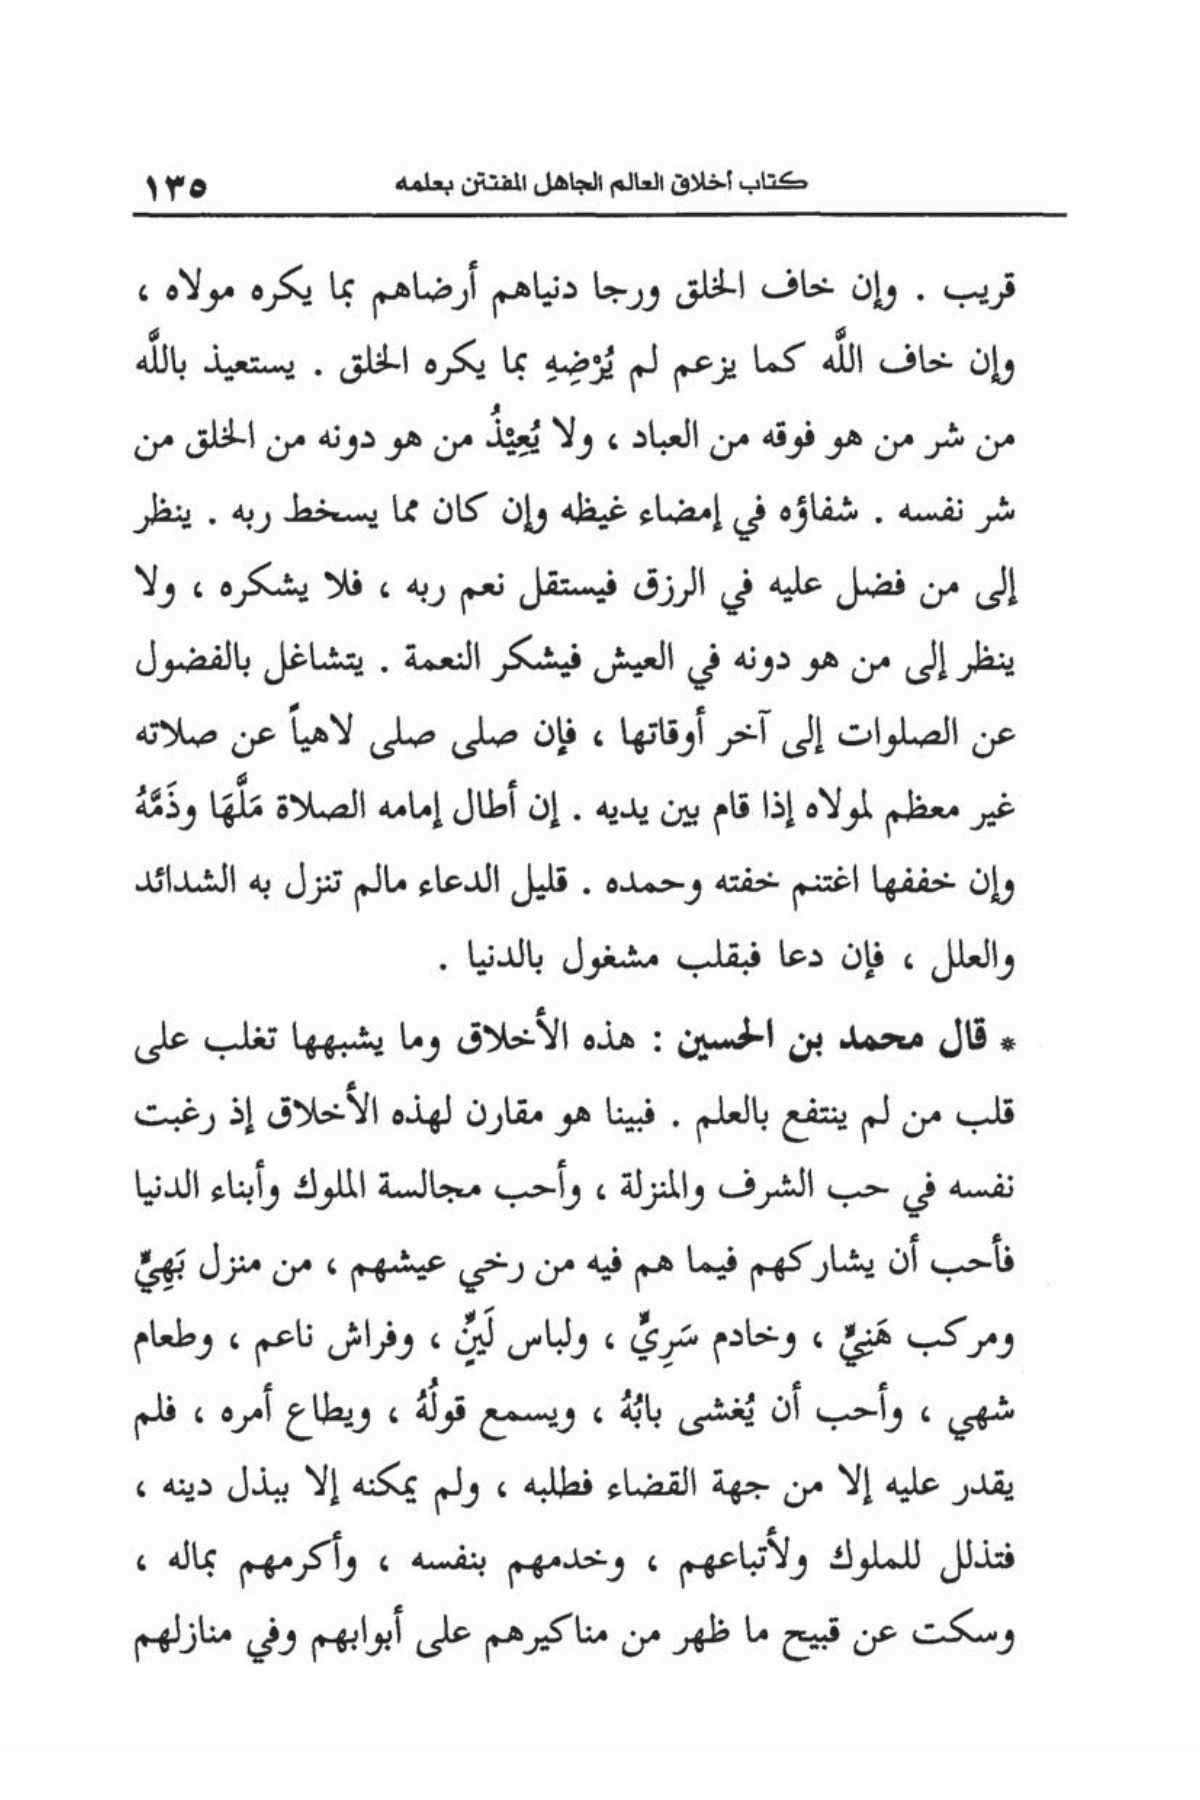 كتاب أخلاق العالم الجاهل المفتتن بعلمه ١٣٥
قريب . وإن خاف الخلق ورجا دنياهم أرضاهم بما يكره مولاه ،
وإن خاف اللَّه كما يزعم لم يُرْضِهِ بما يكره الخلق . يستعيذ باللَّه
من شر من هو فوقه من العباد ، ولا يُعِيْذُ من هو دونه من الخلق من
شر نفسه . شفاؤه في إمضاء غيظه وإن كان مما يسخط ربه . ينظر
إلى من فضل عليه في الرزق فيستقل نعم ربه ، فلا يشكره ، ولا
ينظر إلى من هو دونه في العيش فيشكر النعمة . يتشاغل بالفضول
عن الصلوات إلى آخر أوقاتها ، فإن صلى صلى لاهياً عن صلاته
غير معظم لمولاه إذا قام بين يديه . إن أطال إمامه الصلاة مَلَّهَا وذَمَّهُ
وإن خففها اغتنم خفته وحمده . قليل الدعاء مالم تنزل به الشدائد
والعلل ، فإن دعا فبقلب مشغول بالدنيا .
* قال محمد بن الحسين : هذه الأخلاق وما يشبهها تغلب على
قلب من لم ينتفع بالعلم . فبينا هو مقارن لهذه الأخلاق إذ رغبت
نفسه في حب الشرف والمنزلة ، وأحب مجالسة الملوك وأبناء الدنيا
فأحب أن يشاركهم فيما هم فيه من رخي عيشهم ، من منزل بَهِيٍّ
ومركب هَنِيٍّ ، وخادم سَرِيٍّ ، ولباس لَيِّنٍ ، وفراش ناعم ، وطعام
شهي ، وأحب أن يُغشى بابُهُ ، ويسمع قولُهُ ، ويطاع أمره ، فلم
يقدر عليه إلا من جهة القضاء فطلبه ، ولم يمكنه إلا ببذل دينه ،
فتذلل للملوك ولأتباعهم ، وخدمهم بنفسه ، وأكرمهم بماله ،
وسكت عن قبيح ما ظهر من مناكيرهم على أبوابهم وفي منازلهم